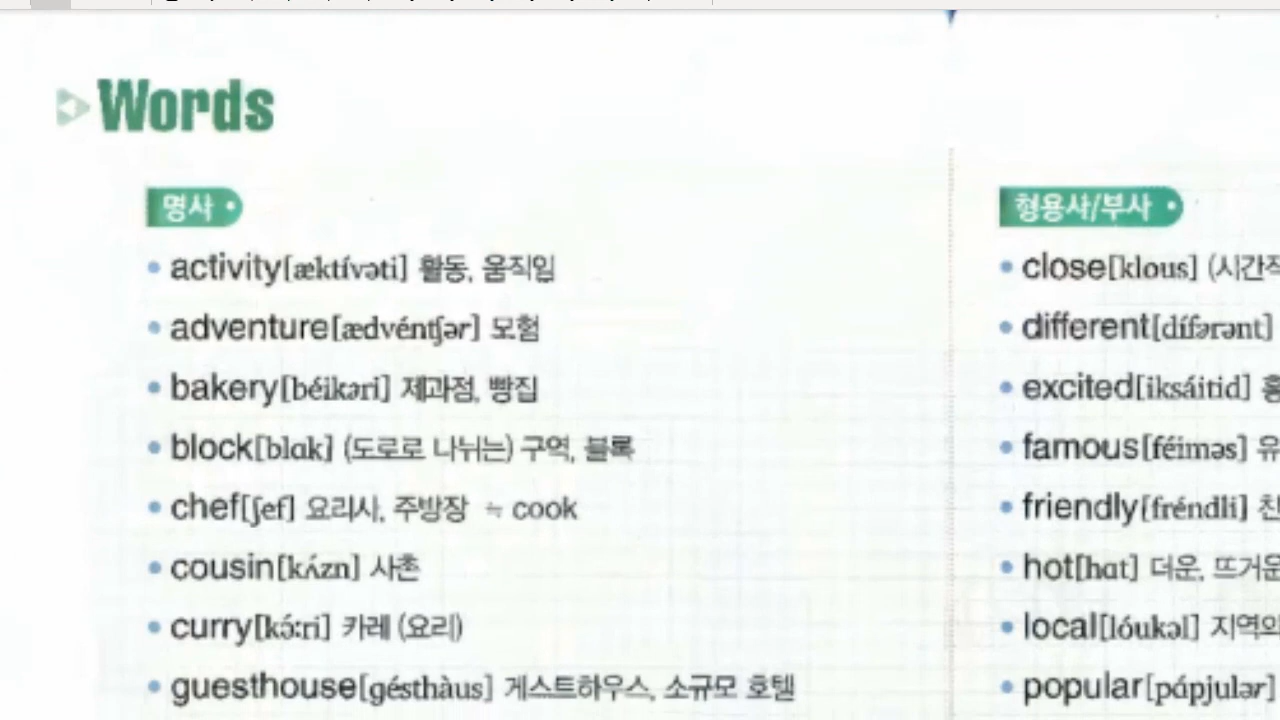 Words
명사
activity[æktívəti] 활동, 움직임
adventure[ædvéntʃər] 모험
bakery[béikəri] 제과점, 빵집
block[blɑk] (도로로 나뉘는) 구역, 블록
chef[ʃef] 요리사, 주방장 ≒ cook
cousin[kʌ́zn] 사촌
curry[kə́ːri] 카레 (요리)
guesthouse[gésthàus] 게스트하우스, 소규모 호텔
형용사/부사
close[klous] (시간적
different[dífərənt]
excited[iksáitid] 흥
famous[féiməs] 유
friendly[fréndli] 친
hot[hɑt] 더운, 뜨거운
local[lóukəl] 지역의
popular[pɑ́pjulər]